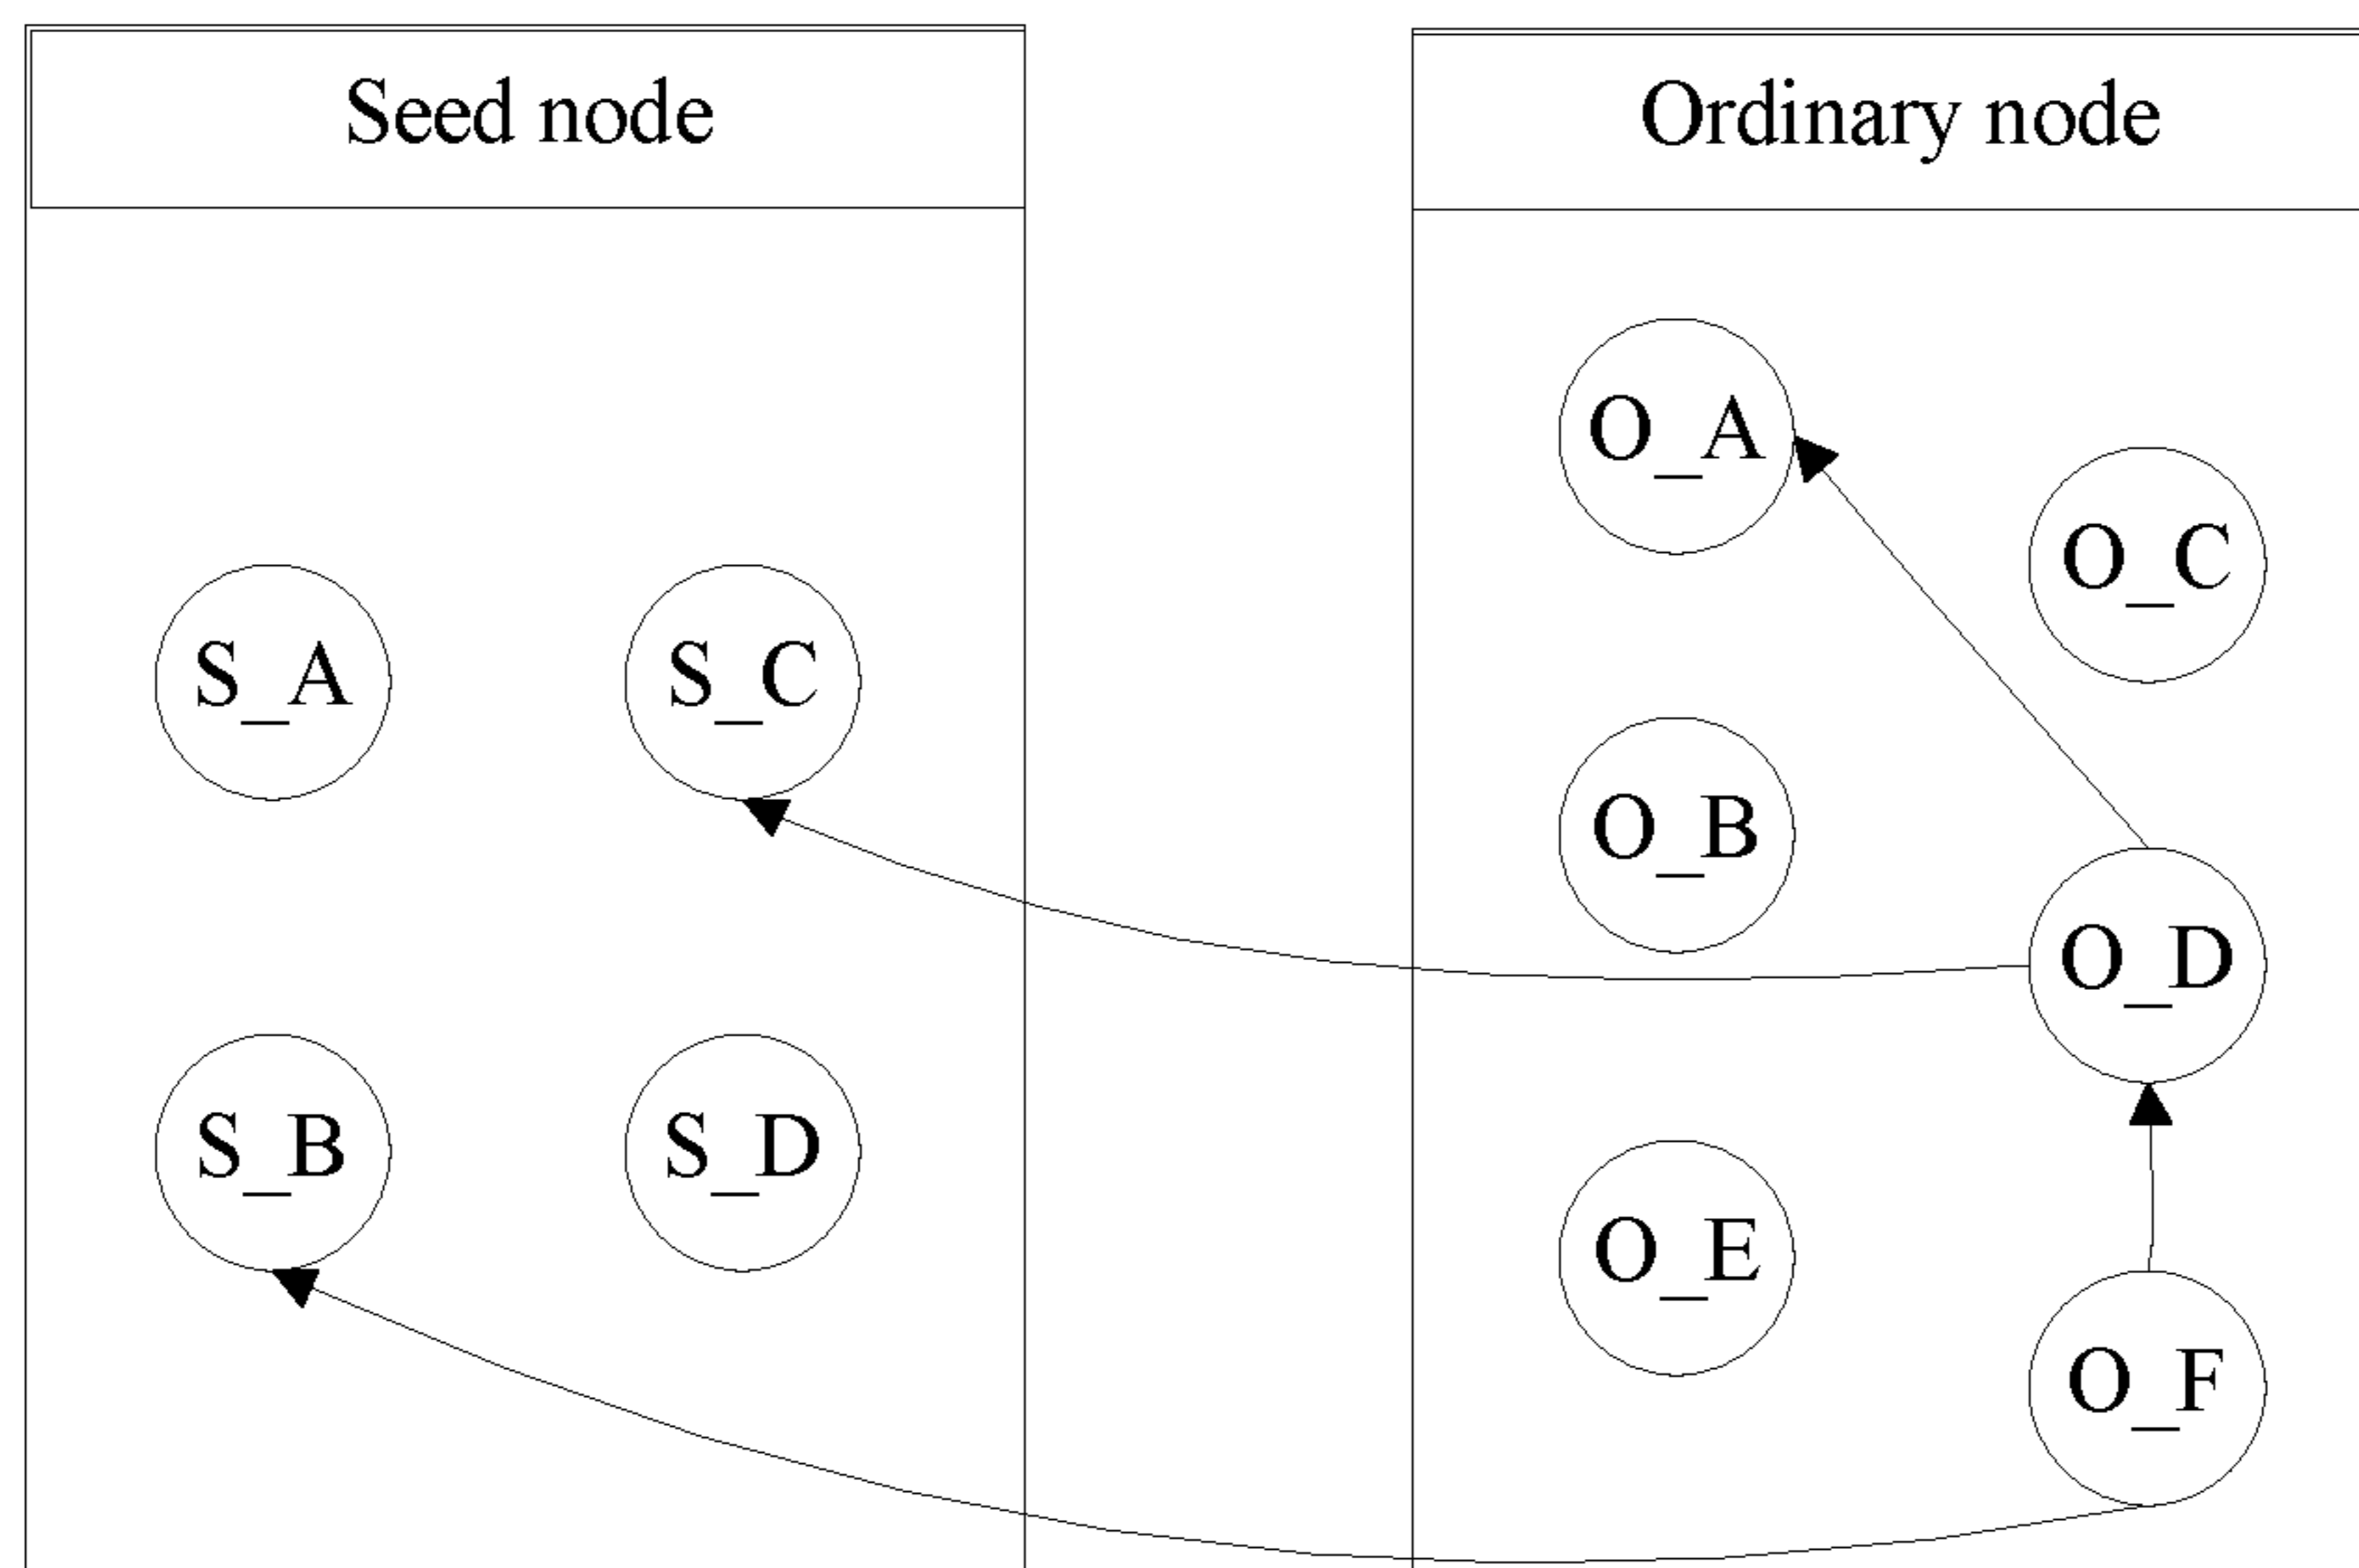 Seed node
Ordinary node
O_A
O_C
S_A
S_C
O_B
O_D
S_B
S_D
O_E
O_F